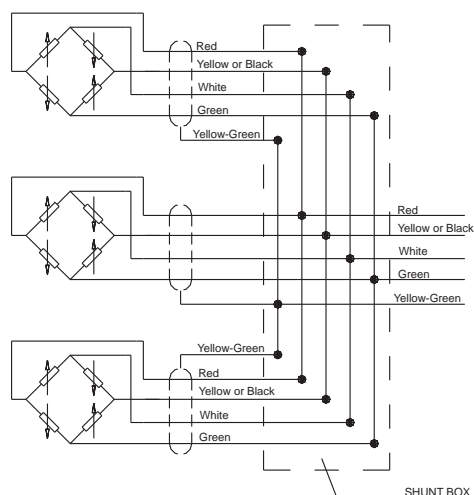 Red
Yellow or Black
White
Green
Yellow-Green
Red
Yellow or Black
White
Green
Yellow-Green
Yellow-Green
Red
Yellow or Black
White
Green
SHUNT BOX